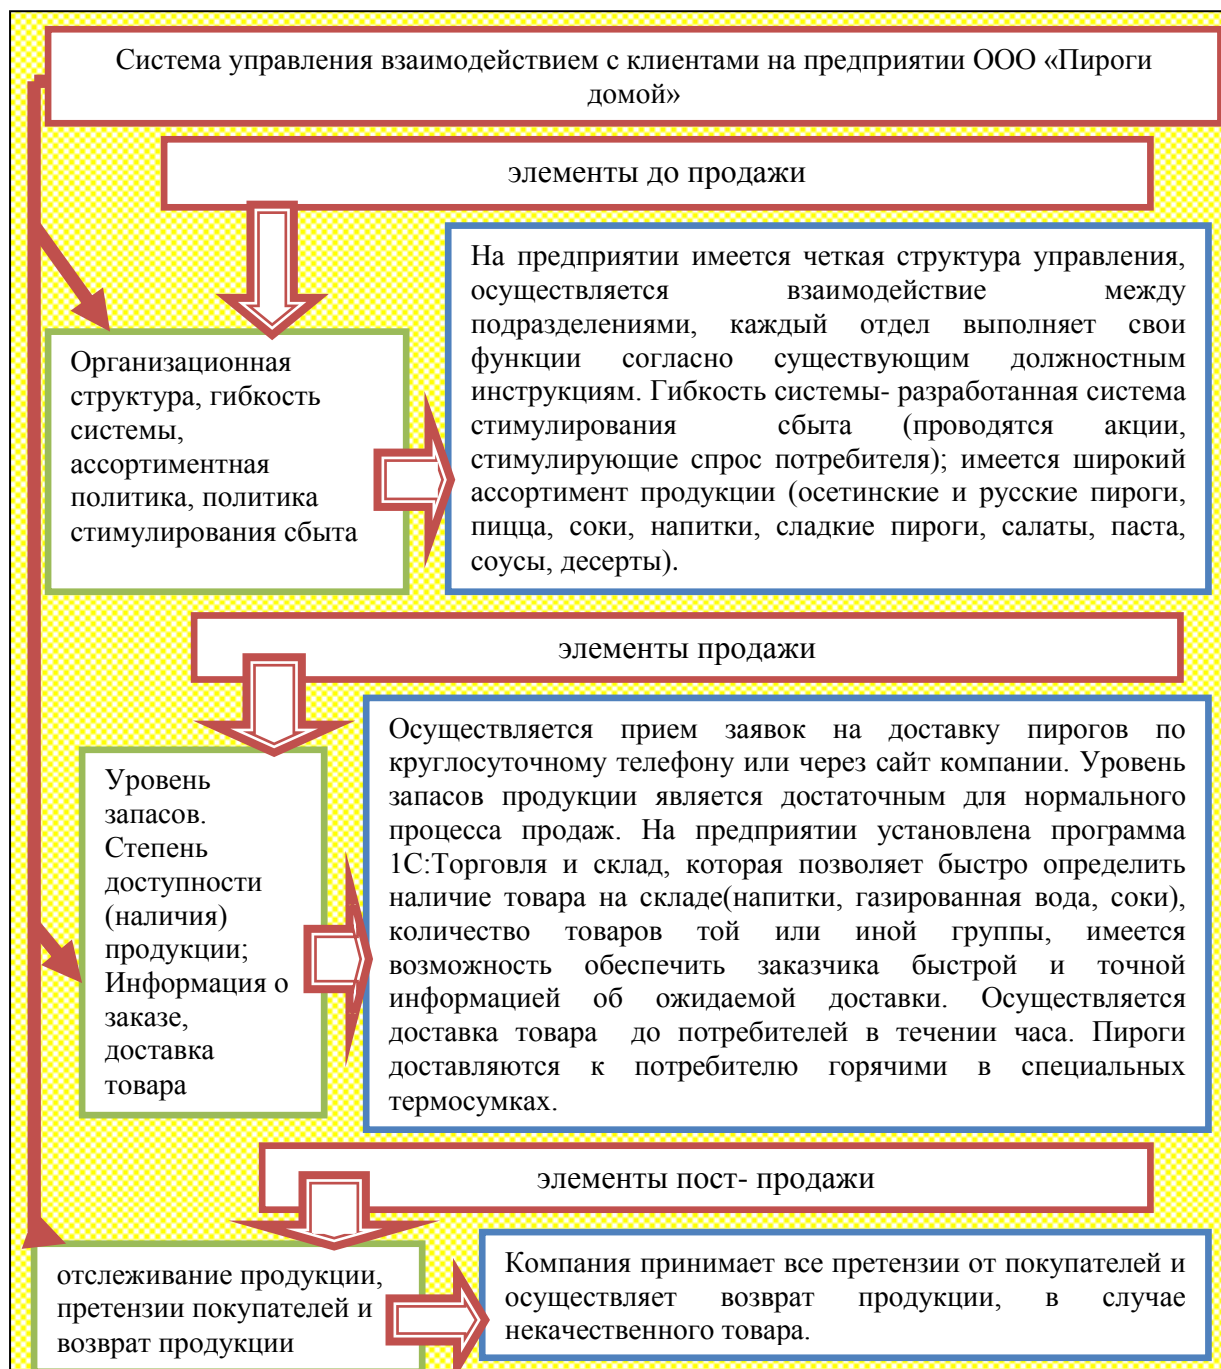 Система управления взаимодействием с клиентами на предприятии ООО «Пироги
домой»
элементы до продажи
Организационная
структура, гибкость
системы,
ассортиментная
политика, политика
стимулирования сбыта
На предприятии имеется четкая структура управления,
осуществляется взаимодействие между
подразделениями, каждый отдел выполняет свои
функции согласно существующим должностным
инструкциям. Гибкость системы- разработанная система
стимулирования сбыта (проводятся акции,
стимулирующие спрос потребителя); имеется широкий
ассортимент продукции (осетинские и русские пироги,
пицца, соки, напитки, сладкие пироги, салаты, паста,
соусы, десерты).
элементы продажи
Уровень
запасов.
Степень
доступности
(наличия)
продукции;
Информация о
заказе,
доставка
товара
Осуществляется прием заявок на доставку пирогов по
круглосуточному телефону или через сайт компании. Уровень
запасов продукции является достаточным для нормального
процесса продаж. На предприятии установлена программа
1С:Торговля и склад, которая позволяет быстро определить
наличие товара на складе(напитки, газированная вода, соки),
количество товаров той или иной группы, имеется
возможность обеспечить заказчика быстрой и точной
информацией об ожидаемой доставки. Осуществляется
доставка товара до потребителей в течении часа. Пироги
доставляются к потребителю горячими в специальных
термосумках.
элементы пост- продажи
отслеживание продукции,
претензии покупателей и
возврат продукции
Компания принимает все претензии от покупателей и
осуществляет возврат продукции, в случае
некачественного товара.